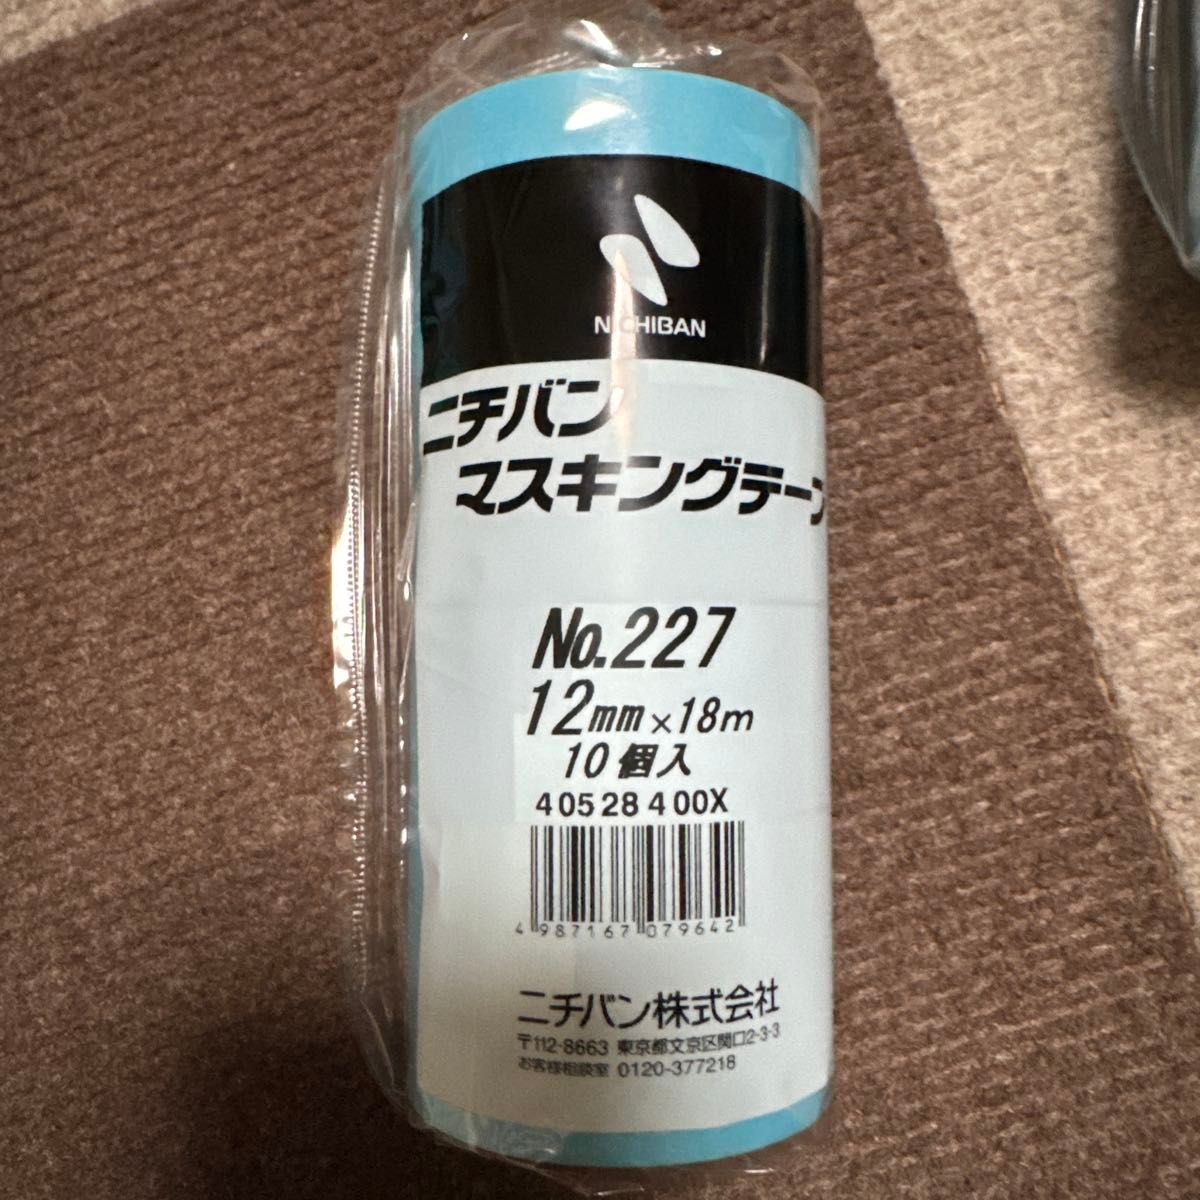 NICHIBAN
ニチバン
マスキングテープ
No.227
12mm×18m
10個入
40528400X
4987167079642
ニチバン株式会社
〒112-8663 東京都文京区関口2-3-3
お客様相談室 0120-377218